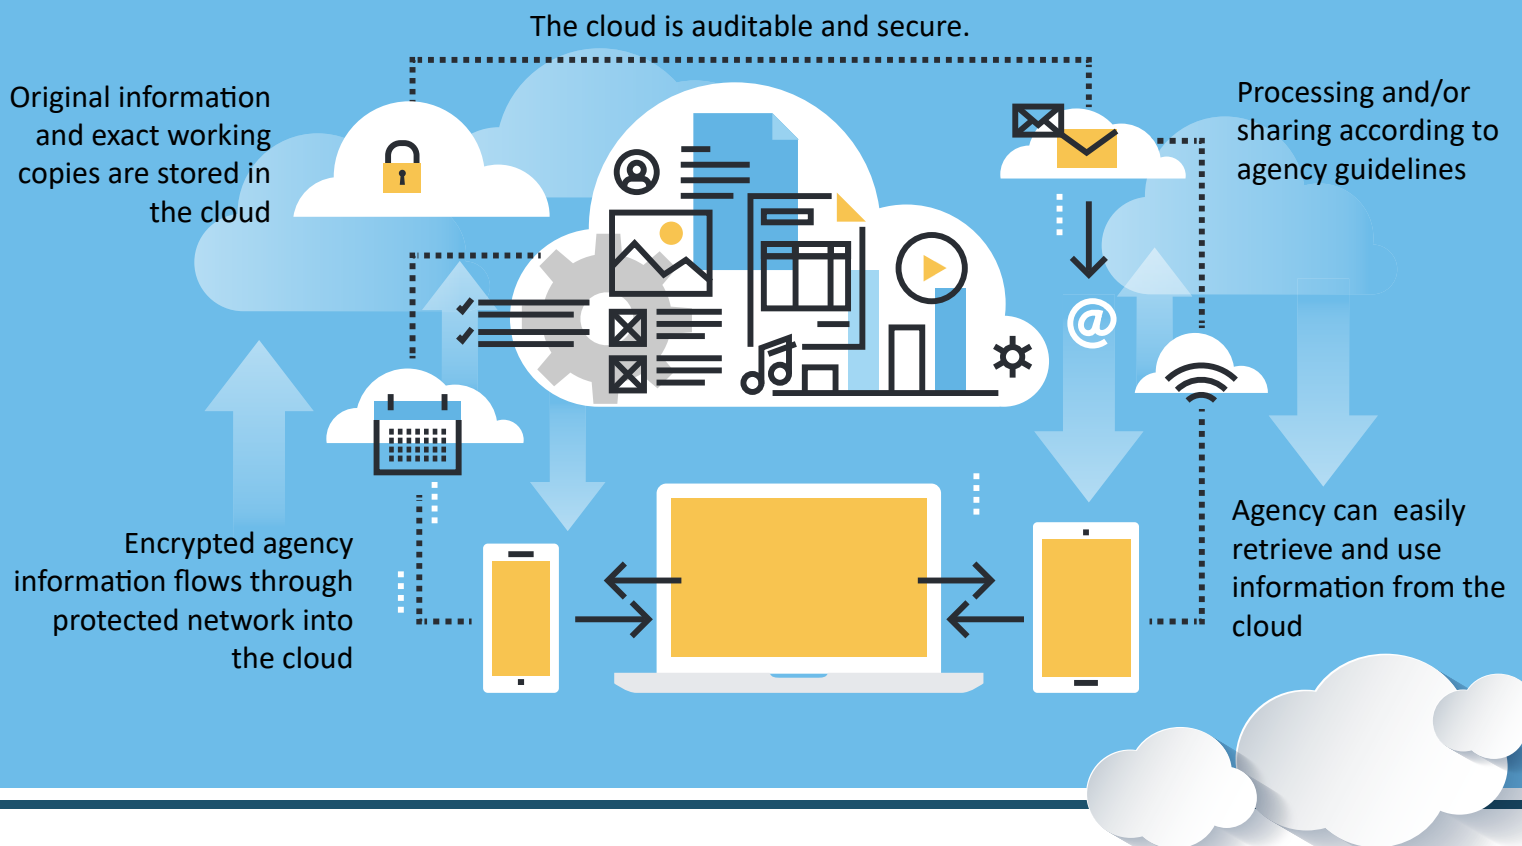 The cloud is auditable and secure.
Original information
and exact working
copies are stored in
the cloud
Processing and/or
sharing according to
agency guidelines
@
Encrypted agency
information flows through
protected network into
the cloud
Agency can  easily
retrieve and use
information from the
cloud